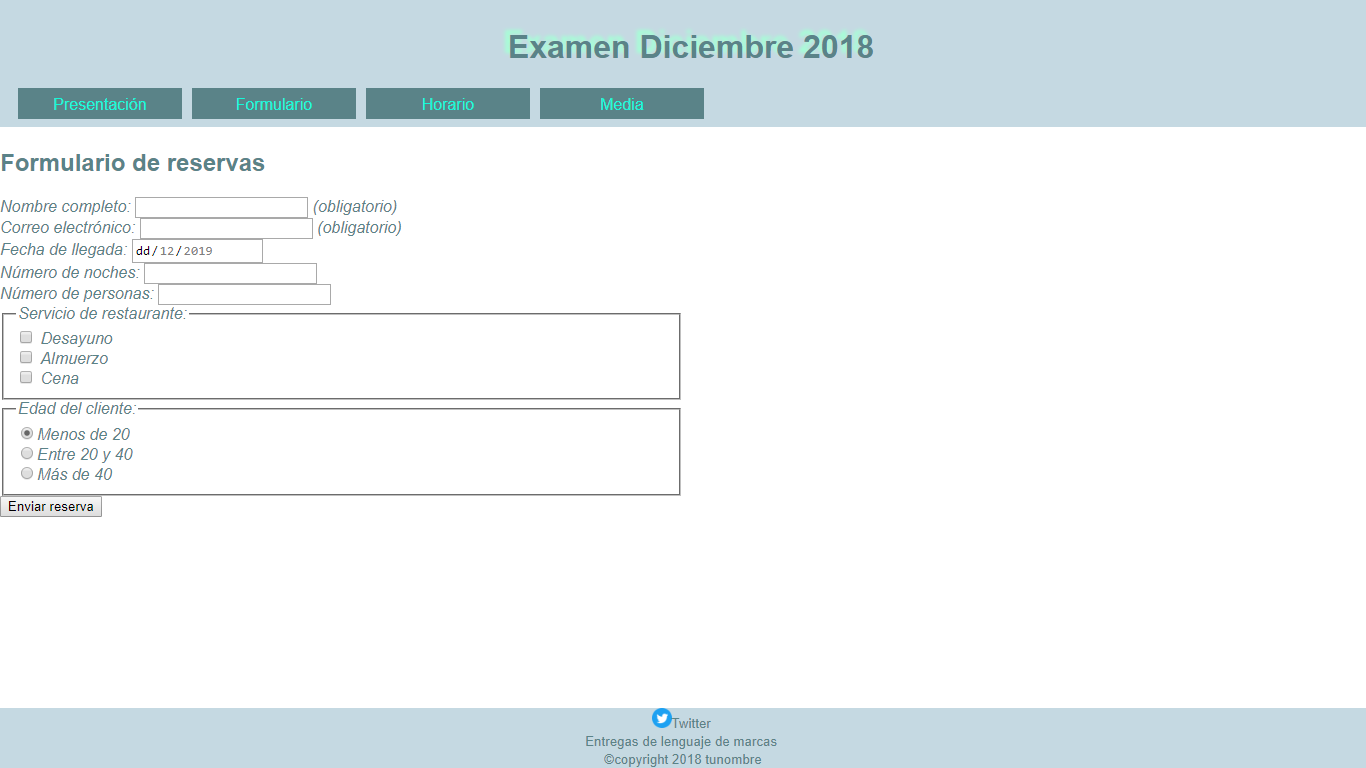 Examen Diciembre 2018
Presentación Formulario Horario Media
Formulario de reservas
Nombre completo: (obligatorio)
Correo electrónico: (obligatorio)
Fecha de llegada: dd/12/2019
Número de noches:
Número de personas:
Servicio de restaurante:
Desayuno
Almuerzo
Cena
Edad del cliente:
Menos de 20
Entre 20 y 40
Más de 40
Enviar reserva
Twitter
Entregas de lenguaje de marcas
©copyright 2018 tunombre